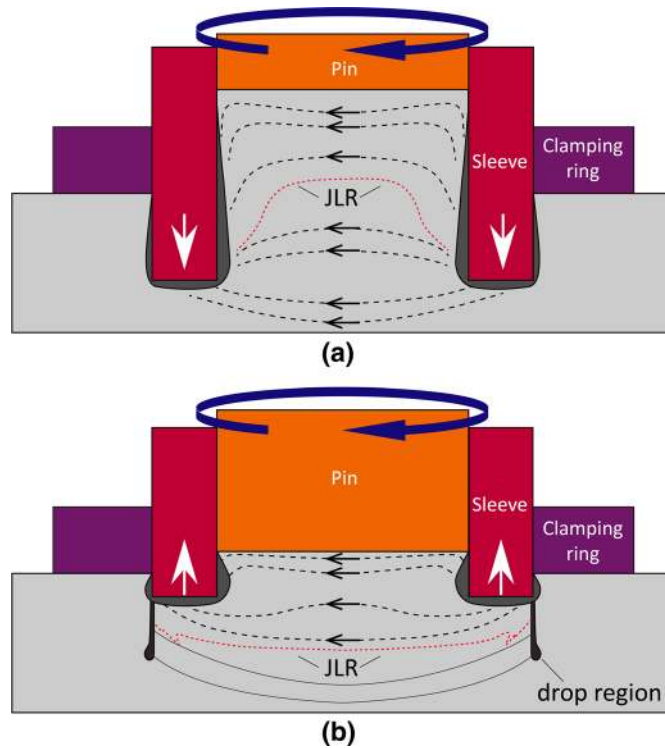 Pin
Sleeve
Clamping
ring
JLR
(a)
Pin
Sleeve
Clamping
ring
JLR
drop region
(b)